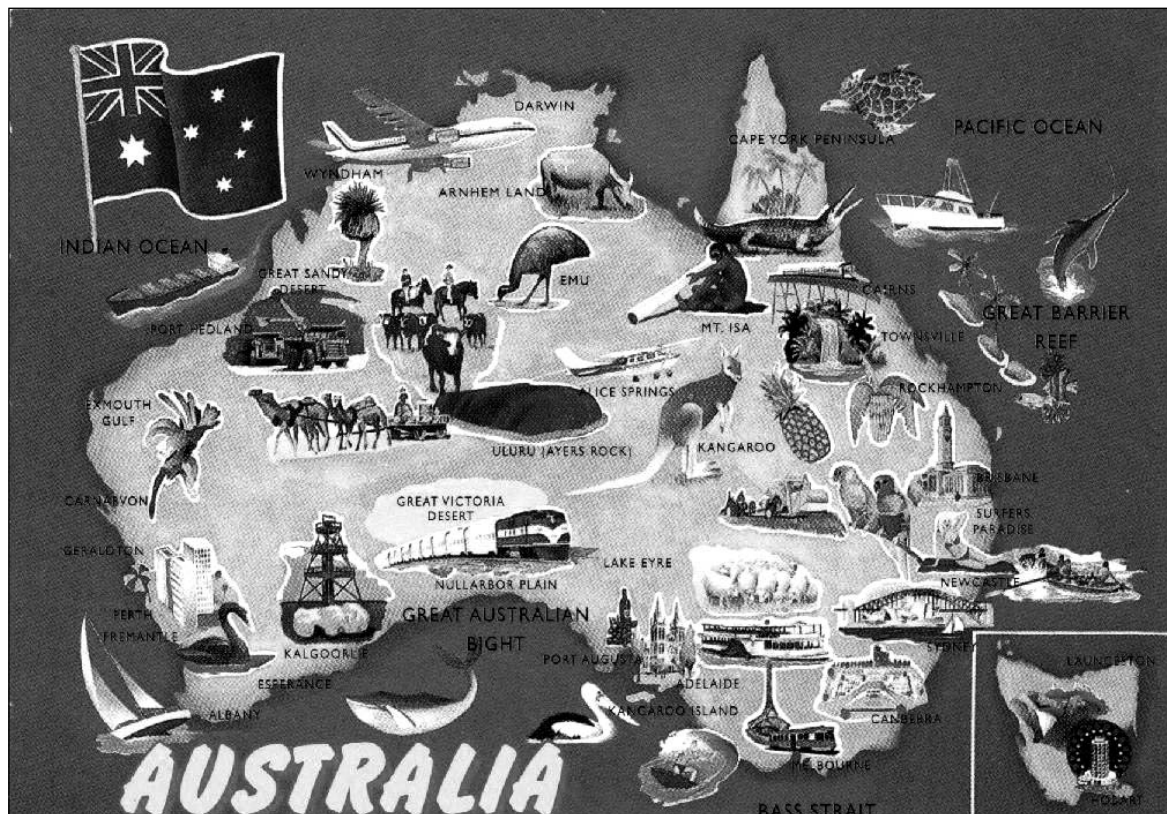 DARWIN
PACIFIC OCEAN
CAPE YORK PENINSULA
WYNDHAM
ARNHEM LAND
INDIAN OCEAN
GREAT SANDY
DESERT
EMU
CAIRNS
PORT HEDLAND
MT. ISA
GREAT BARRIER
REEF
TOWNSVILLE
ALICE SPRINGS
ROCKHAMPTON
EXMOUTH
GULF
ULURU (AYERS ROCK)
KANGAROO
CARNARVON
GREAT VICTORIA
DESERT
BRISBANE
SURFERS
PARADISE
GERALDTON
LAKE EYRE
NULLARBOR PLAIN
NEWCASTLE
PERTH
FREMANTLE
GREAT AUSTRALIAN
BIGHT
KALGOORLIE
SYDNEY
PORT AUGUSTA
LAUNCESTON
ESPERANCE
ADELAIDE
ALBANY
KANGAROO ISLAND
CANBERRA
MELBOURNE
AUSTRALIA
BASS STRAIT
HOBART